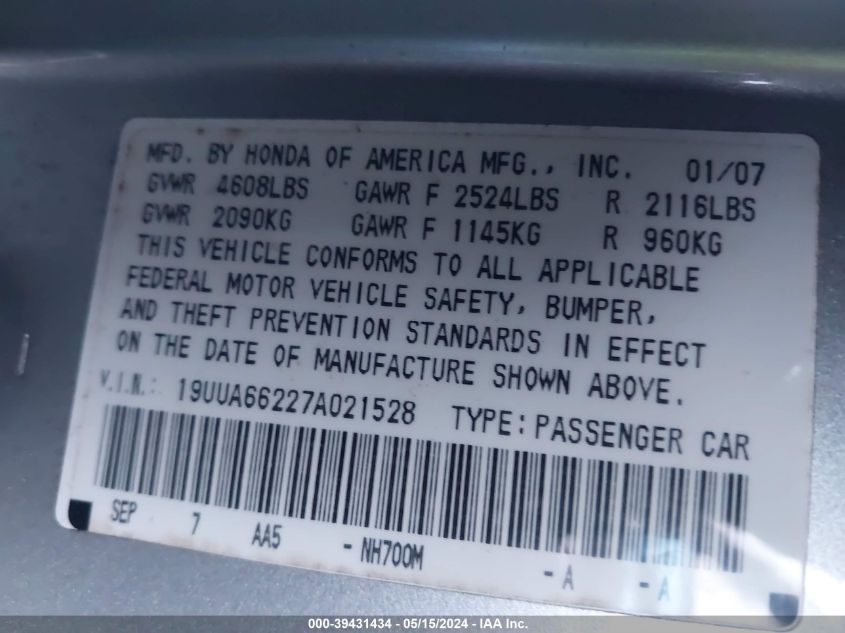 MFD. BY HONDA OF AMERICA MFG., INC. 01/07
GVWR 4608LBS GAWR F 2524LBS R 2116LBS
GVWR 2090KG GAWR F 1145KG R 960KG
THIS VEHICLE CONFORMS TO ALL APPLICABLE
FEDERAL MOTOR VEHICLE SAFETY, BUMPER,
AND THEFT PREVENTION STANDARDS IN EFFECT
ON THE DATE OF MANUFACTURE SHOWN ABOVE.
V.I.N.: 19UUA66227A021528 TYPE:PASSENGER CAR
SEP 7 AA5 -NH700M -A -A
000-39431434 - 05/15/2024 - IAA Inc.